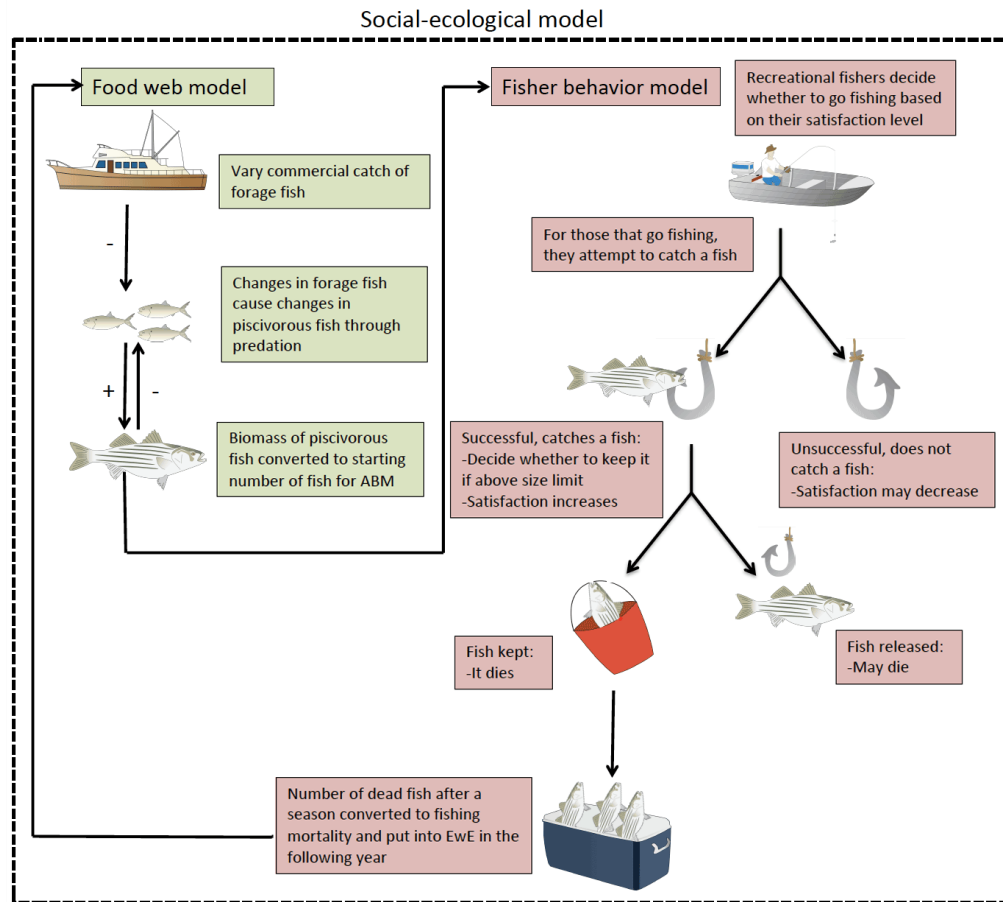 Social-ecological model
Food web model
Vary commercial catch of
forage fish
-
Changes in forage fish
cause changes in
piscivorous fish through
predation
+
-
Biomass of piscivorous
fish converted to starting
number of fish for ABM
Fisher behavior model
Recreational fishers decide
whether to go fishing based
on their satisfaction level
For those that go fishing,
they attempt to catch a fish
Successful, catches a fish:
-Decide whether to keep it
if above size limit
-Satisfaction increases
Unsuccessful, does not
catch a fish:
-Satisfaction may decrease
Fish kept:
-It dies
Fish released:
-May die
Number of dead fish after a
season converted to fishing
mortality and put into EwE in the
following year